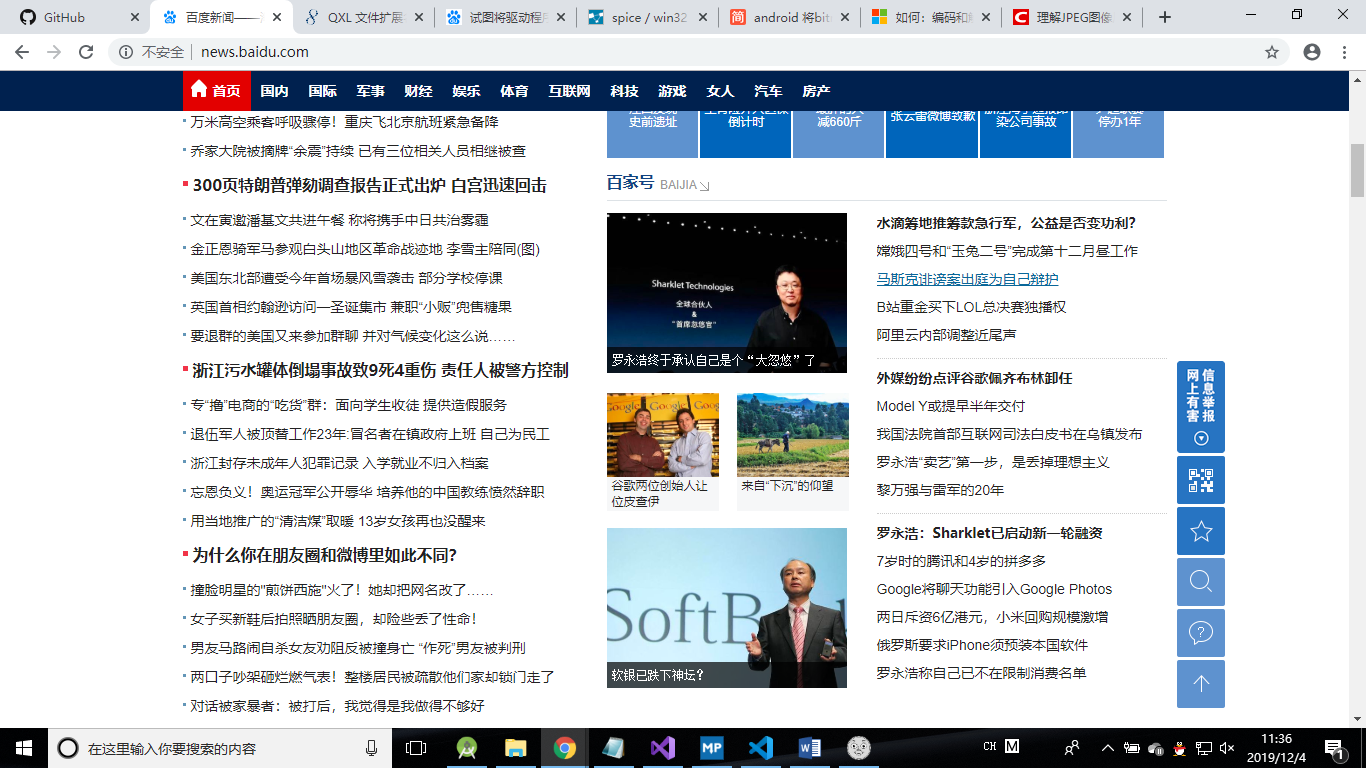 GitHub
百度新闻——
QXL 文件扩展
试图将驱动程
spice / win32
android 将bit
如何：编码和
理解JPEG图像
不安全
news.baidu.com
首页 国内 国际 军事 财经 娱乐 体育 互联网 科技 游戏 女人 汽车 房产
万米高空乘客呼吸骤停！重庆飞北京航班紧急备降
乔家大院被摘牌“余震”持续 已有三位相关人员相继被查
300页特朗普弹劾调查报告正式出炉 白宫迅速回击
文在寅邀潘基文共进午餐 称将携手中日共治雾霾
金正恩骑军马参观白头山地区革命战迹地 李雪主陪同(图)
美国东北部遭受今年首场暴风雪袭击 部分学校停课
英国首相约翰逊访问一圣诞集市 兼职“小贩”兜售糖果
要退群的美国又来参加群聊 并对气候变化这么说……
浙江污水罐体倒塌事故致9死4重伤 责任人被警方控制
专“撸”电商的“吃货”群：面向学生收徒 提供造假服务
退伍军人被顶替工作23年:冒名者在镇政府上班 自己为民工
浙江封存未成年人犯罪记录 入学就业不归入档案
忘恩负义！奥运冠军公开辱华 培养他的中国教练愤然辞职
用当地推广的“清洁煤”取暖 13岁女孩再也没醒来
为什么你在朋友圈和微博里如此不同?
撞脸明星的"煎饼西施"火了！她却把网名改了……
女子买新鞋后拍照晒朋友圈，却险些丢了性命！
男友马路闹自杀女友劝阻反被撞身亡 “作死”男友被判刑
两口子吵架砸烂燃气表！整楼居民被疏散他们家却锁门走了
对话被家暴者：被打后，我觉得是我做得不够好
史前遗址
倒计时
减660斤
张云雷微博致歉
染公司事故
停办1年
百家号 BAIJIA
Sharklet Technologies
全球合伙人
&
“首席忽悠官”
罗永浩终于承认自己是个“大忽悠”了
Google
Google
谷歌两位创始人让
位皮查伊
来自“下沉”的仰望
SoftB
软银已跌下神坛?
水滴筹地推筹款急行军，公益是否变功利?
嫦娥四号和“玉兔二号”完成第十二月昼工作
马斯克诽谤案出庭为自己辩护
B站重金买下LOL总决赛独播权
阿里云内部调整近尾声
外媒纷纷点评谷歌佩齐布林卸任
Model Y或提早半年交付
我国法院首部互联网司法白皮书在乌镇发布
罗永浩“卖艺”第一步，是丢掉理想主义
黎万强与雷军的20年
罗永浩：Sharklet已启动新一轮融资
7岁时的腾讯和4岁的拼多多
Google将聊天功能引入Google Photos
两日斥资6亿港元，小米回购规模激增
俄罗斯要求iPhone须预装本国软件
罗永浩称自己已不在限制消费名单
网上有害
信息举报
在这里输入你要搜索的内容
MP
CH M
11:36
2019/12/4
1